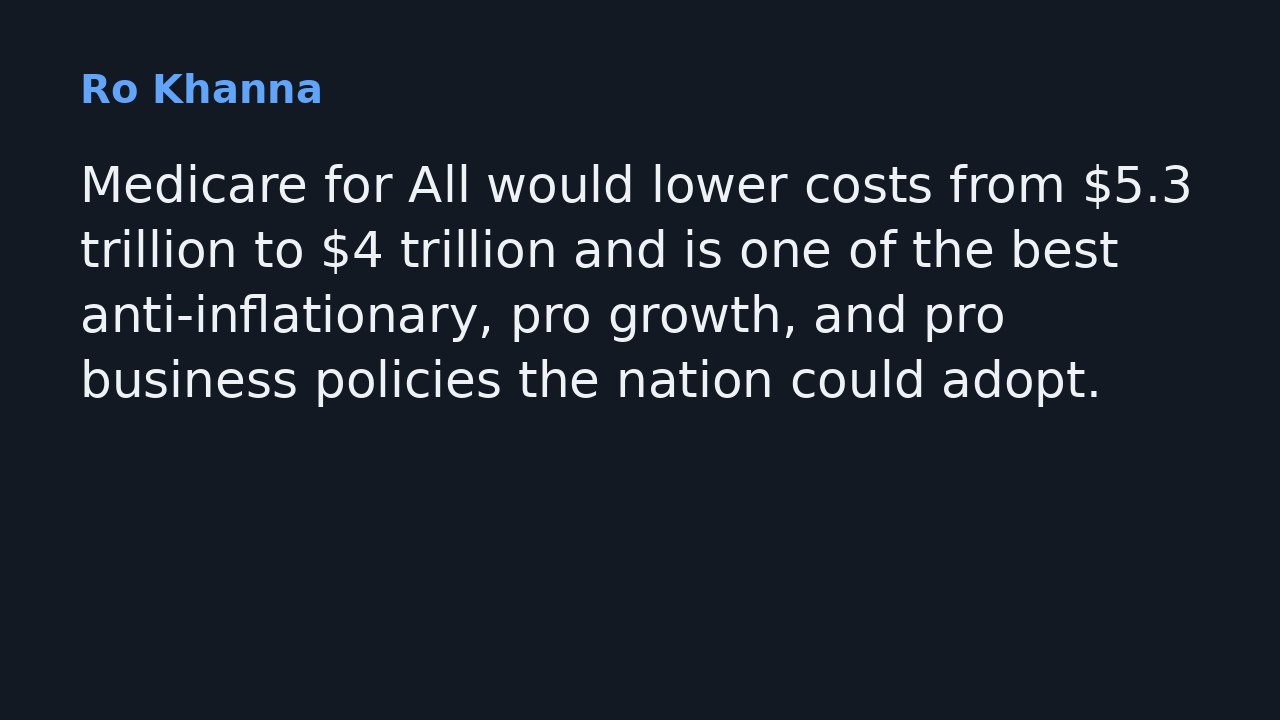 Ro Khanna
Medicare for All would lower costs from $5.3
trillion to $4 trillion and is one of the best
anti-inflationary, pro growth, and pro
business policies the nation could adopt.